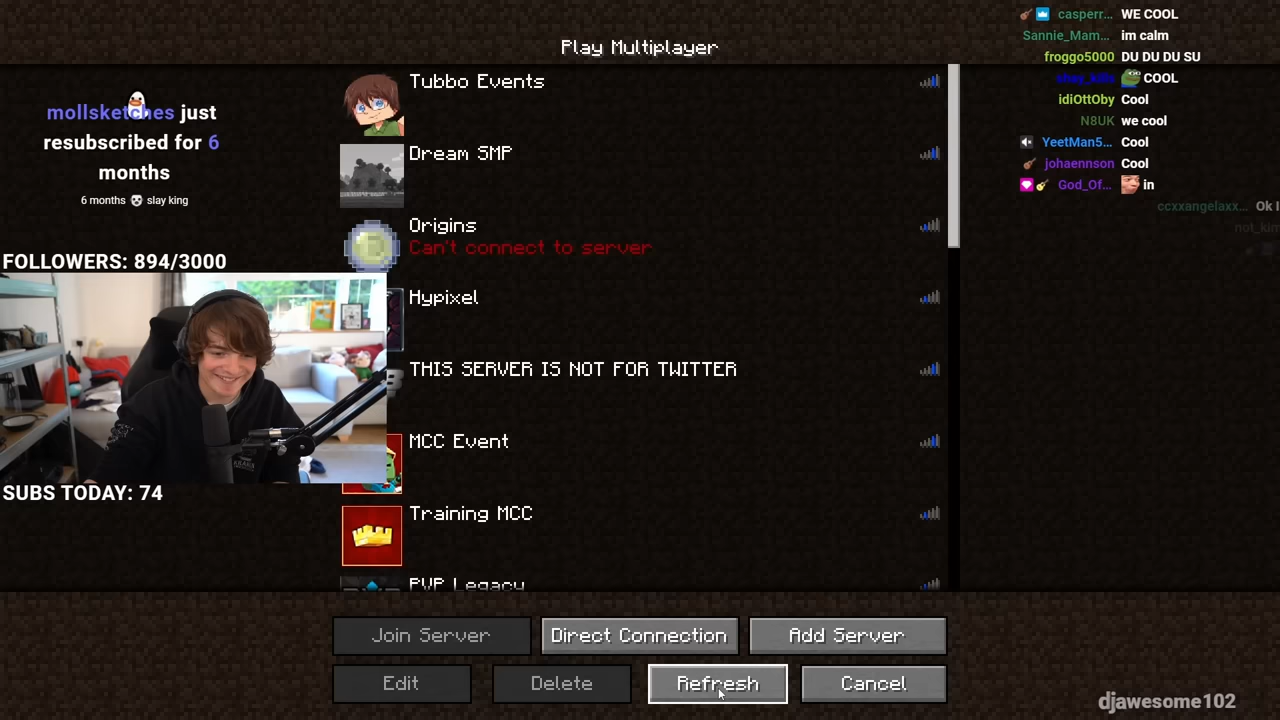 Play Multiplayer
mollsketches just
resubscribed for 6
months
6 months slay king
FOLLOWERS: 894/3000
SUBS TODAY: 74
Tubbo Events
Dream SMP
Origins
Can't connect to server
Hypixel
THIS SERVER IS NOT FOR TWITTER
MCC Event
Training MCC
PVP Legacy
Join Server
Direct Connection
Add Server
Edit
Delete
Refresh
Cancel
casperr… WE COOL
Sannie_Mam… im calm
froggo5000 DU DU DU SU
COOL
idiOttOby Cool
N8UK we cool
YeetMan5… Cool
johaennson Cool
God_Of… in
ccxxangelaxx… Ok I
not_kim
djawesome102